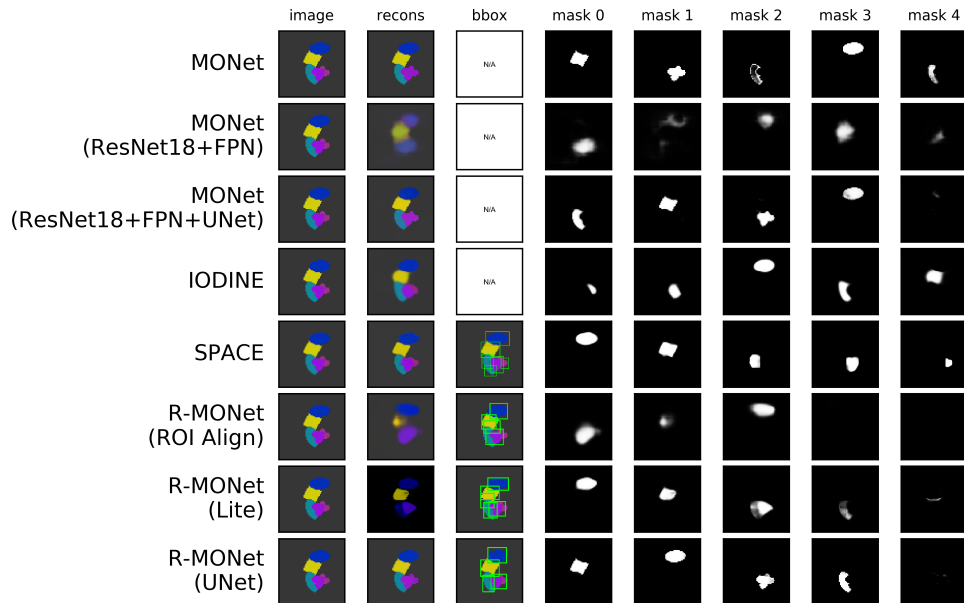 image recons bbox mask 0 mask 1 mask 2 mask 3 mask 4
MONet
N/A
MONet
(ResNet18+FPN)
N/A
MONet
(ResNet18+FPN+UNet)
N/A
IODINE
N/A
SPACE
R-MONet
(ROI Align)
R-MONet
(Lite)
R-MONet
(UNet)